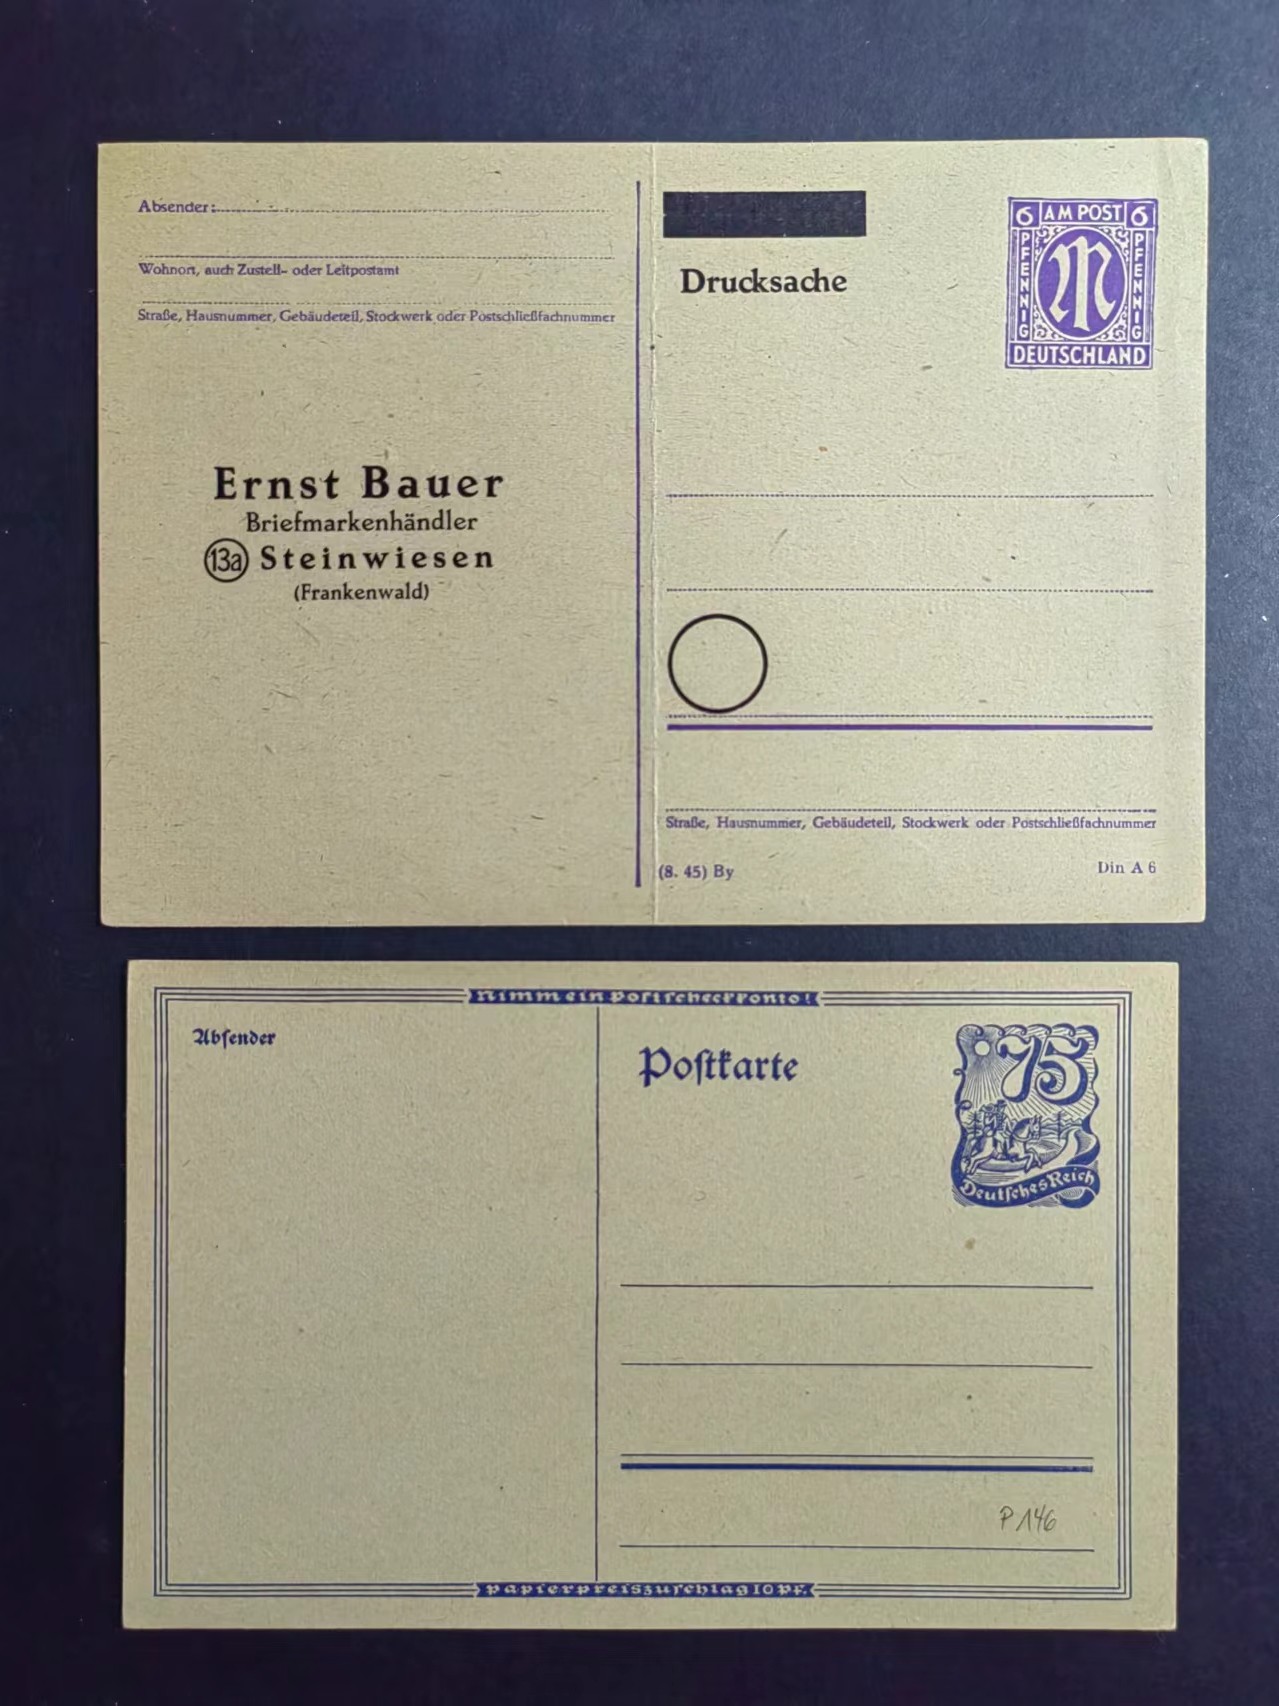 Absender:
Wohnort, auch Zustell- oder Leitpostamt
Straße, Hausnummer, Gebäudeteil, Stockwerk oder Postschließfachnummer
Ernst Bauer
Briefmarkenhändler
13a Steinwiesen
(Frankenwald)
Drucksache
6 AM POST 6
PFENNIG
PFENNIG
DEUTSCHLAND
Straße, Hausnummer, Gebäudeteil, Stockwerk oder Postschließfachnummer
(8. 45) By
Din A 6
Nimm ein Postscheckkonto!
Absender
Postkarte
75
Deutsches Reich
P 146
Papierpreiszuschlag 10 Pf.